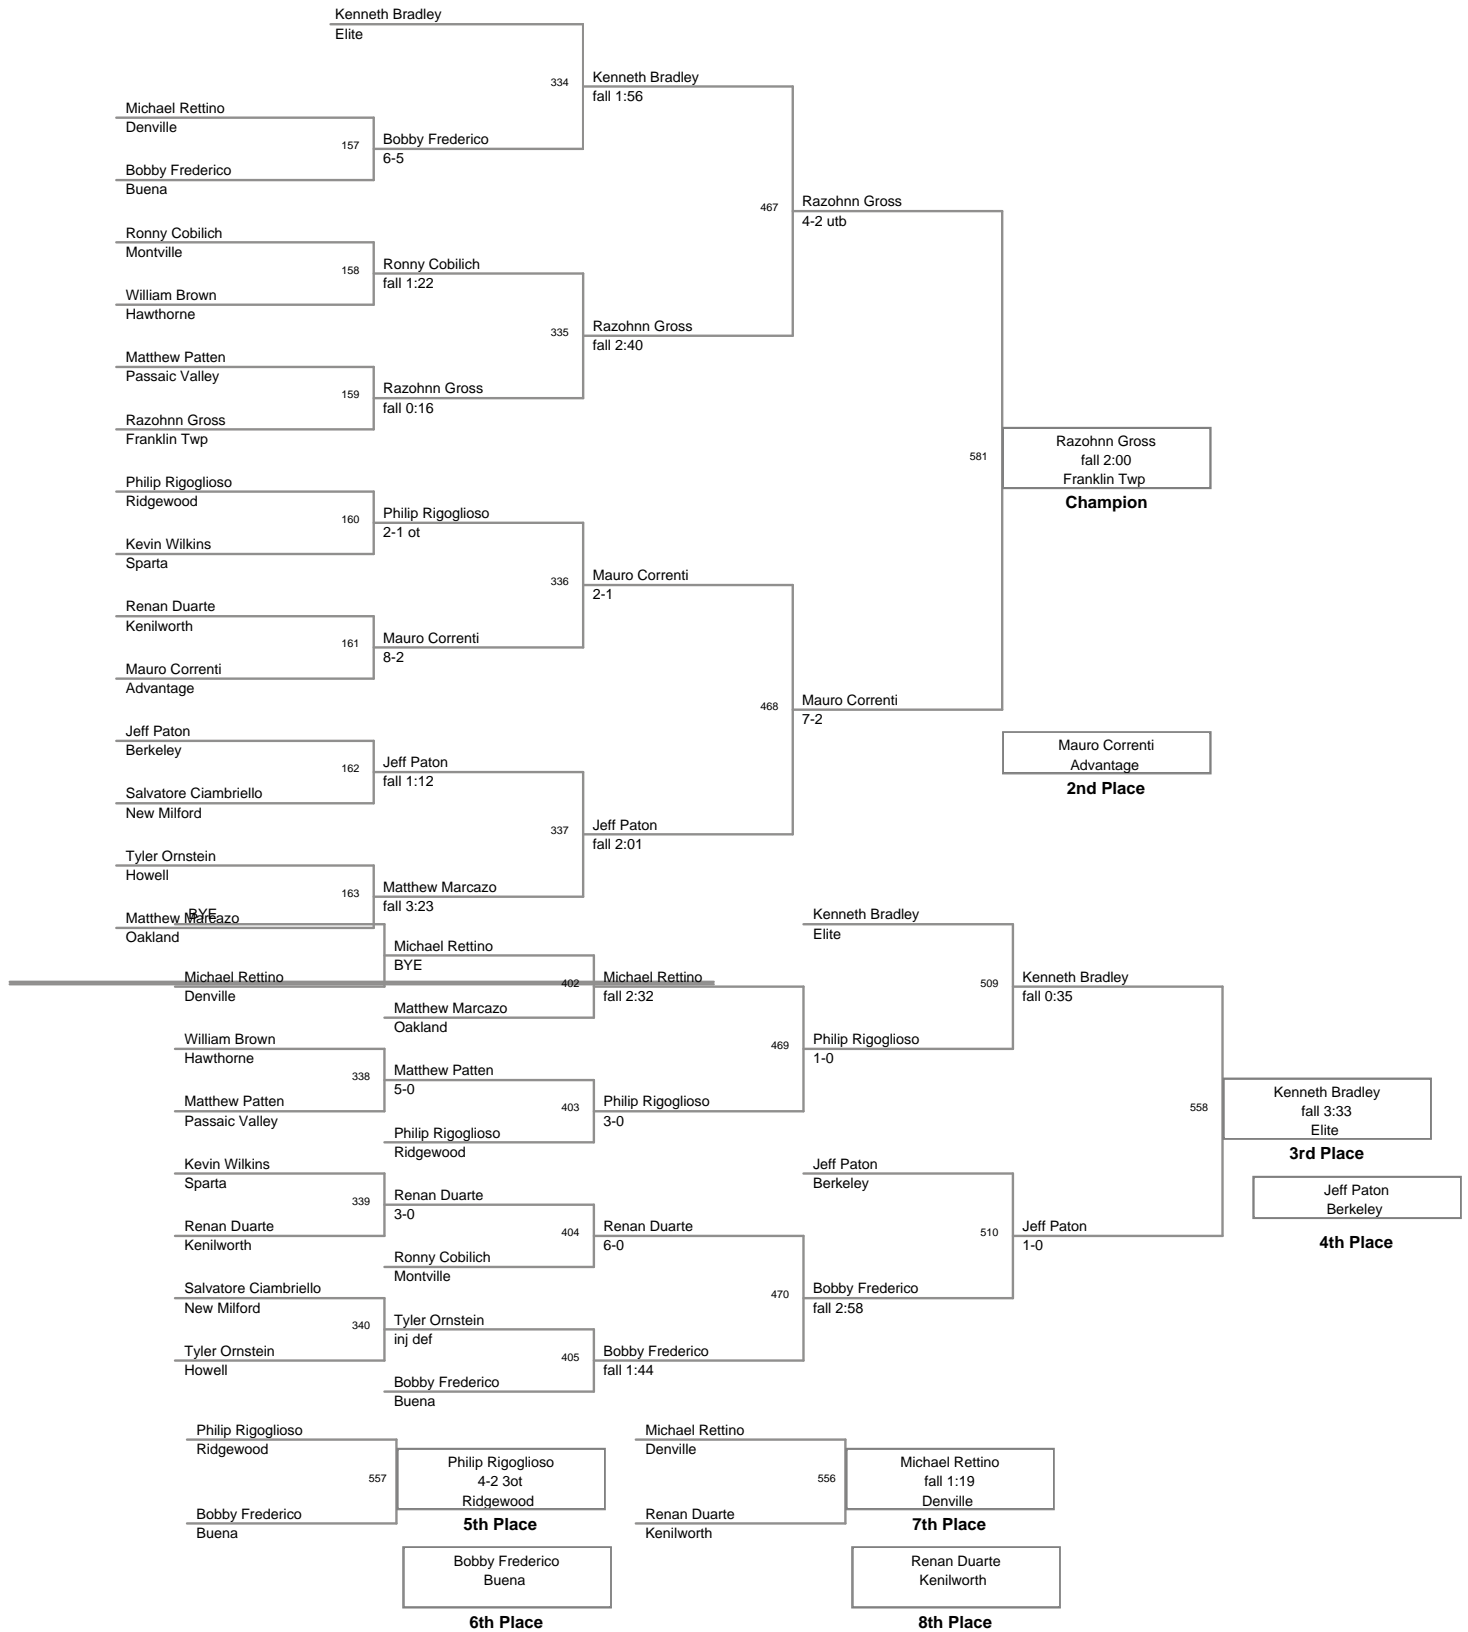 Kenneth Bradley
Elite
334
Kenneth Bradley
fall 1:56
Michael Rettino
Denville
157
Bobby Frederico
6-5
Bobby Frederico
Buena
467
Razohnn Gross
4-2 utb
Ronny Cobilich
Montville
158
Ronny Cobilich
fall 1:22
William Brown
Hawthorne
335
Razohnn Gross
fall 2:40
Matthew Patten
Passaic Valley
159
Razohnn Gross
fall 0:16
Razohnn Gross
Franklin Twp
581
Razohnn Gross
fall 2:00
Franklin Twp
Champion
Philip Rigoglioso
Ridgewood
160
Philip Rigoglioso
2-1 ot
Kevin Wilkins
Sparta
336
Mauro Correnti
2-1
Renan Duarte
Kenilworth
161
Mauro Correnti
8-2
Mauro Correnti
Advantage
468
Mauro Correnti
7-2
Jeff Paton
Berkeley
162
Jeff Paton
fall 1:12
Salvatore Ciambriello
New Milford
Mauro Correnti
Advantage
2nd Place
337
Jeff Paton
fall 2:01
Tyler Ornstein
Howell
163
Matthew Marcazo
fall 3:23
Matthew Marcazo
Oakland
BYE
Michael Rettino
BYE
Michael Rettino
Denville
402
Michael Rettino
fall 2:32
Matthew Marcazo
Oakland
Kenneth Bradley
Elite
509
Kenneth Bradley
fall 0:35
William Brown
Hawthorne
469
Philip Rigoglioso
1-0
338
Matthew Patten
5-0
Matthew Patten
Passaic Valley
403
Philip Rigoglioso
3-0
Philip Rigoglioso
Ridgewood
558
Kenneth Bradley
fall 3:33
Elite
3rd Place
Kevin Wilkins
Sparta
339
Renan Duarte
3-0
Renan Duarte
Kenilworth
404
Renan Duarte
6-0
Ronny Cobilich
Montville
Jeff Paton
Berkeley
510
Jeff Paton
1-0
Jeff Paton
Berkeley
4th Place
Salvatore Ciambriello
New Milford
470
Bobby Frederico
fall 2:58
340
Tyler Ornstein
inj def
Tyler Ornstein
Howell
405
Bobby Frederico
fall 1:44
Bobby Frederico
Buena
Philip Rigoglioso
Ridgewood
557
Philip Rigoglioso
4-2 3ot
Ridgewood
5th Place
Bobby Frederico
Buena
Bobby Frederico
Buena
6th Place
Michael Rettino
Denville
556
Michael Rettino
fall 1:19
Denville
7th Place
Renan Duarte
Kenilworth
Renan Duarte
Kenilworth
8th Place